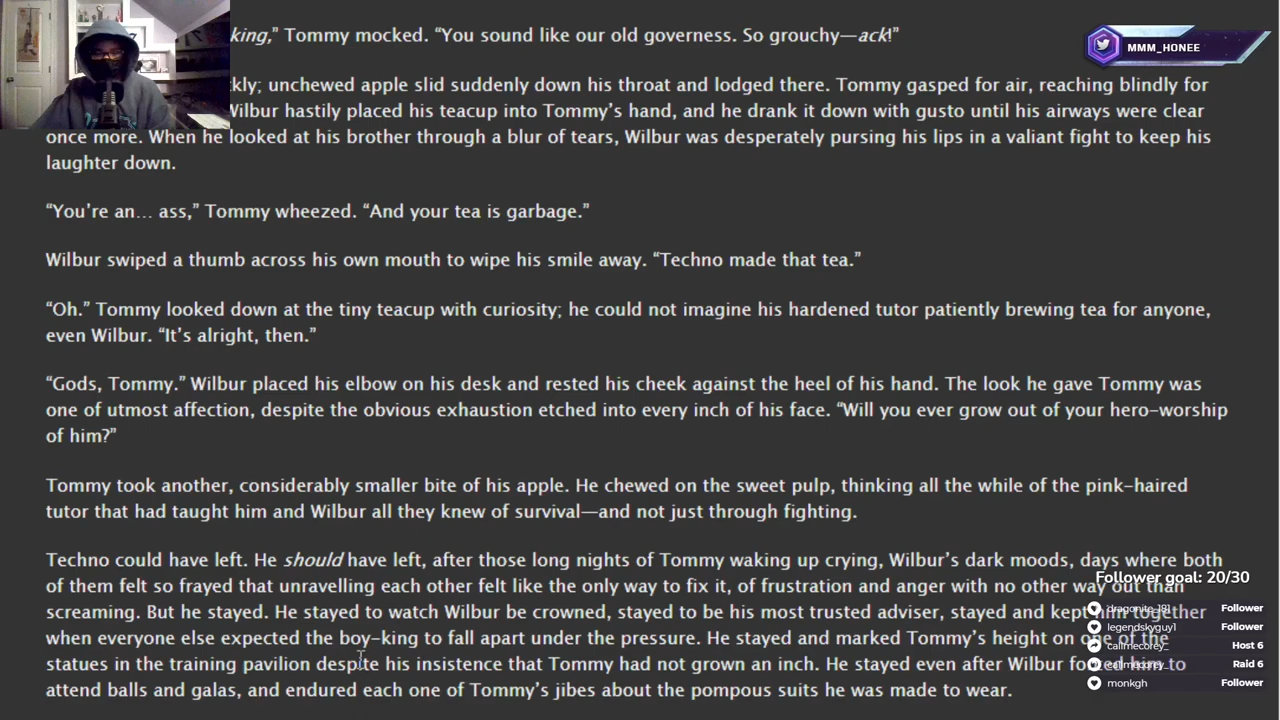 king," Tommy mocked. "You sound like our old governess. So grouchy—ack!"
kly; unchewed apple slid suddenly down his throat and lodged there. Tommy gasped for air, reaching blindly for
Wilbur hastily placed his teacup into Tommy's hand, and he drank it down with gusto until his airways were clear
once more. When he looked at his brother through a blur of tears, Wilbur was desperately pursing his lips in a valiant fight to keep his
laughter down.
"You're an… ass," Tommy wheezed. "And your tea is garbage."
Wilbur swiped a thumb across his own mouth to wipe his smile away. "Techno made that tea."
"Oh." Tommy looked down at the tiny teacup with curiosity; he could not imagine his hardened tutor patiently brewing tea for anyone,
even Wilbur. "It's alright, then."
"Gods, Tommy." Wilbur placed his elbow on his desk and rested his cheek against the heel of his hand. The look he gave Tommy was
one of utmost affection, despite the obvious exhaustion etched into every inch of his face. "Will you ever grow out of your hero-worship
of him?"
Tommy took another, considerably smaller bite of his apple. He chewed on the sweet pulp, thinking all the while of the pink-haired
tutor that had taught him and Wilbur all they knew of survival—and not just through fighting.
Techno could have left. He should have left, after those long nights of Tommy waking up crying, Wilbur's dark moods, days where both
of them felt so frayed that unravelling each other felt like the only way to fix it, of frustration and anger with no other way out than
screaming. But he stayed. He stayed to watch Wilbur be crowned, stayed to be his most trusted adviser, stayed and kept him together
when everyone else expected the boy-king to fall apart under the pressure. He stayed and marked Tommy's height on one of the
statues in the training pavilion despite his insistence that Tommy had not grown an inch. He stayed even after Wilbur forced him to
attend balls and galas, and endured each one of Tommy's jibes about the pompous suits he was made to wear.
MMM_HONEE
Follower goal: 20/30
dragonite_191 Follower
legendskyguy1 Follower
callmecorey_ Host 6
callmecorey_ Raid 6
monkgh Follower